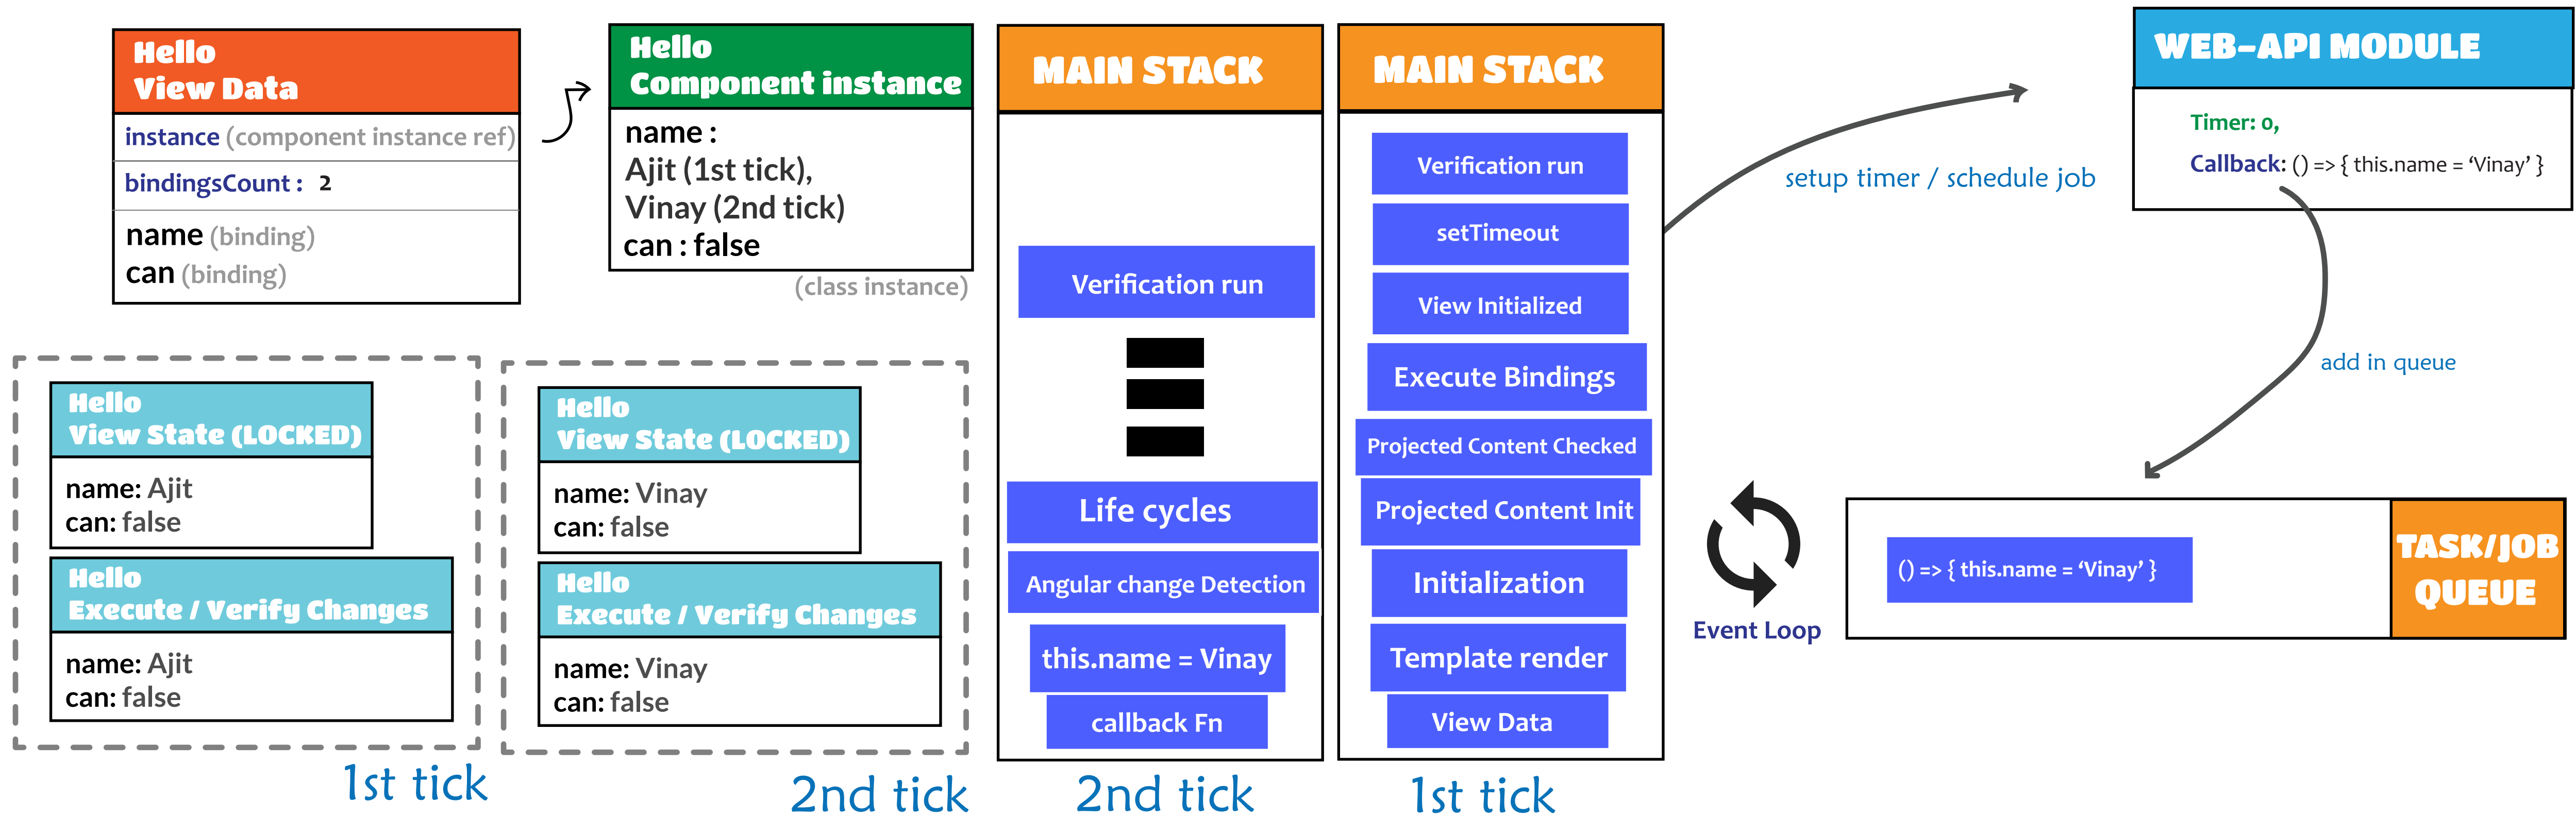 Hello
View Data
instance (component instance ref)
bindingsCount : 2
name (binding)
can (binding)
Hello
Component instance
name :
Ajit (1st tick),
Vinay (2nd tick)
can : false
(class instance)
Hello
View State (LOCKED)
name: Ajit
can: false
Hello
Execute / Verify Changes
name: Ajit
can: false
1st tick
Hello
View State (LOCKED)
name: Vinay
can: false
Hello
Execute / Verify Changes
name: Vinay
can: false
2nd tick
MAIN STACK
Verification run
Life cycles
Angular change Detection
this.name = Vinay
callback Fn
2nd tick
MAIN STACK
Verification run
setTimeout
View Initialized
Execute Bindings
Projected Content Checked
Projected Content Init
Initialization
Template render
View Data
1st tick
setup timer / schedule job
WEB-API MODULE
Timer: 0,
Callback: () => { this.name = ‘Vinay’ }
add in queue
Event Loop
() => { this.name = ‘Vinay’ }
TASK/JOB
QUEUE